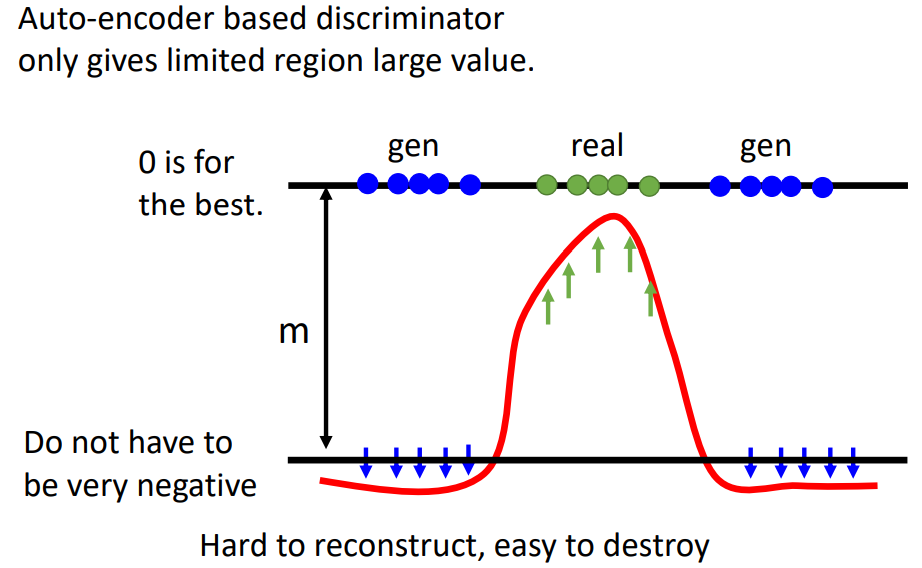 Auto-encoder based discriminator
only gives limited region large value.
gen
real
gen
0 is for
the best.
m
Do not have to
be very negative
Hard to reconstruct, easy to destroy